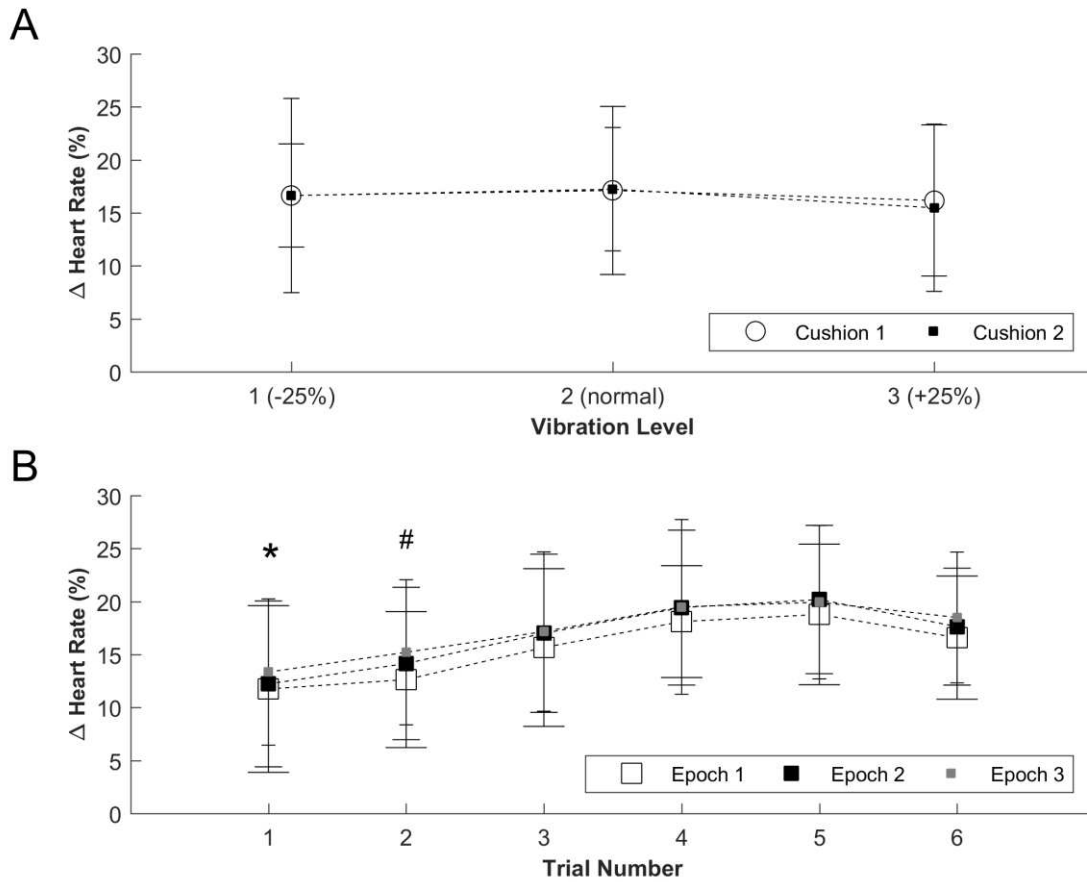 A
30
25
20
15
10
5
0
Δ Heart Rate (%)
Cushion 1 Cushion 2
1 (-25%) 2 (normal) 3 (+25%)
Vibration Level
B
30
25
20
15
10
5
0
Δ Heart Rate (%)
* #
Epoch 1 Epoch 2 Epoch 3
1 2 3 4 5 6
Trial Number